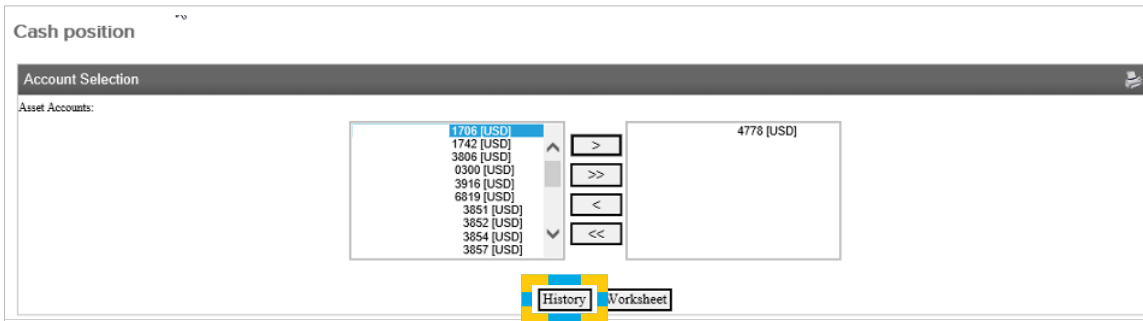 Cash position
Account Selection
Asset Accounts:
1706 [USD]
1742 [USD]
3806 [USD]
0300 [USD]
3916 [USD]
6819 [USD]
3851 [USD]
3852 [USD]
3854 [USD]
3857 [USD]
>
>>
<
<<
4778 [USD]
History Worksheet